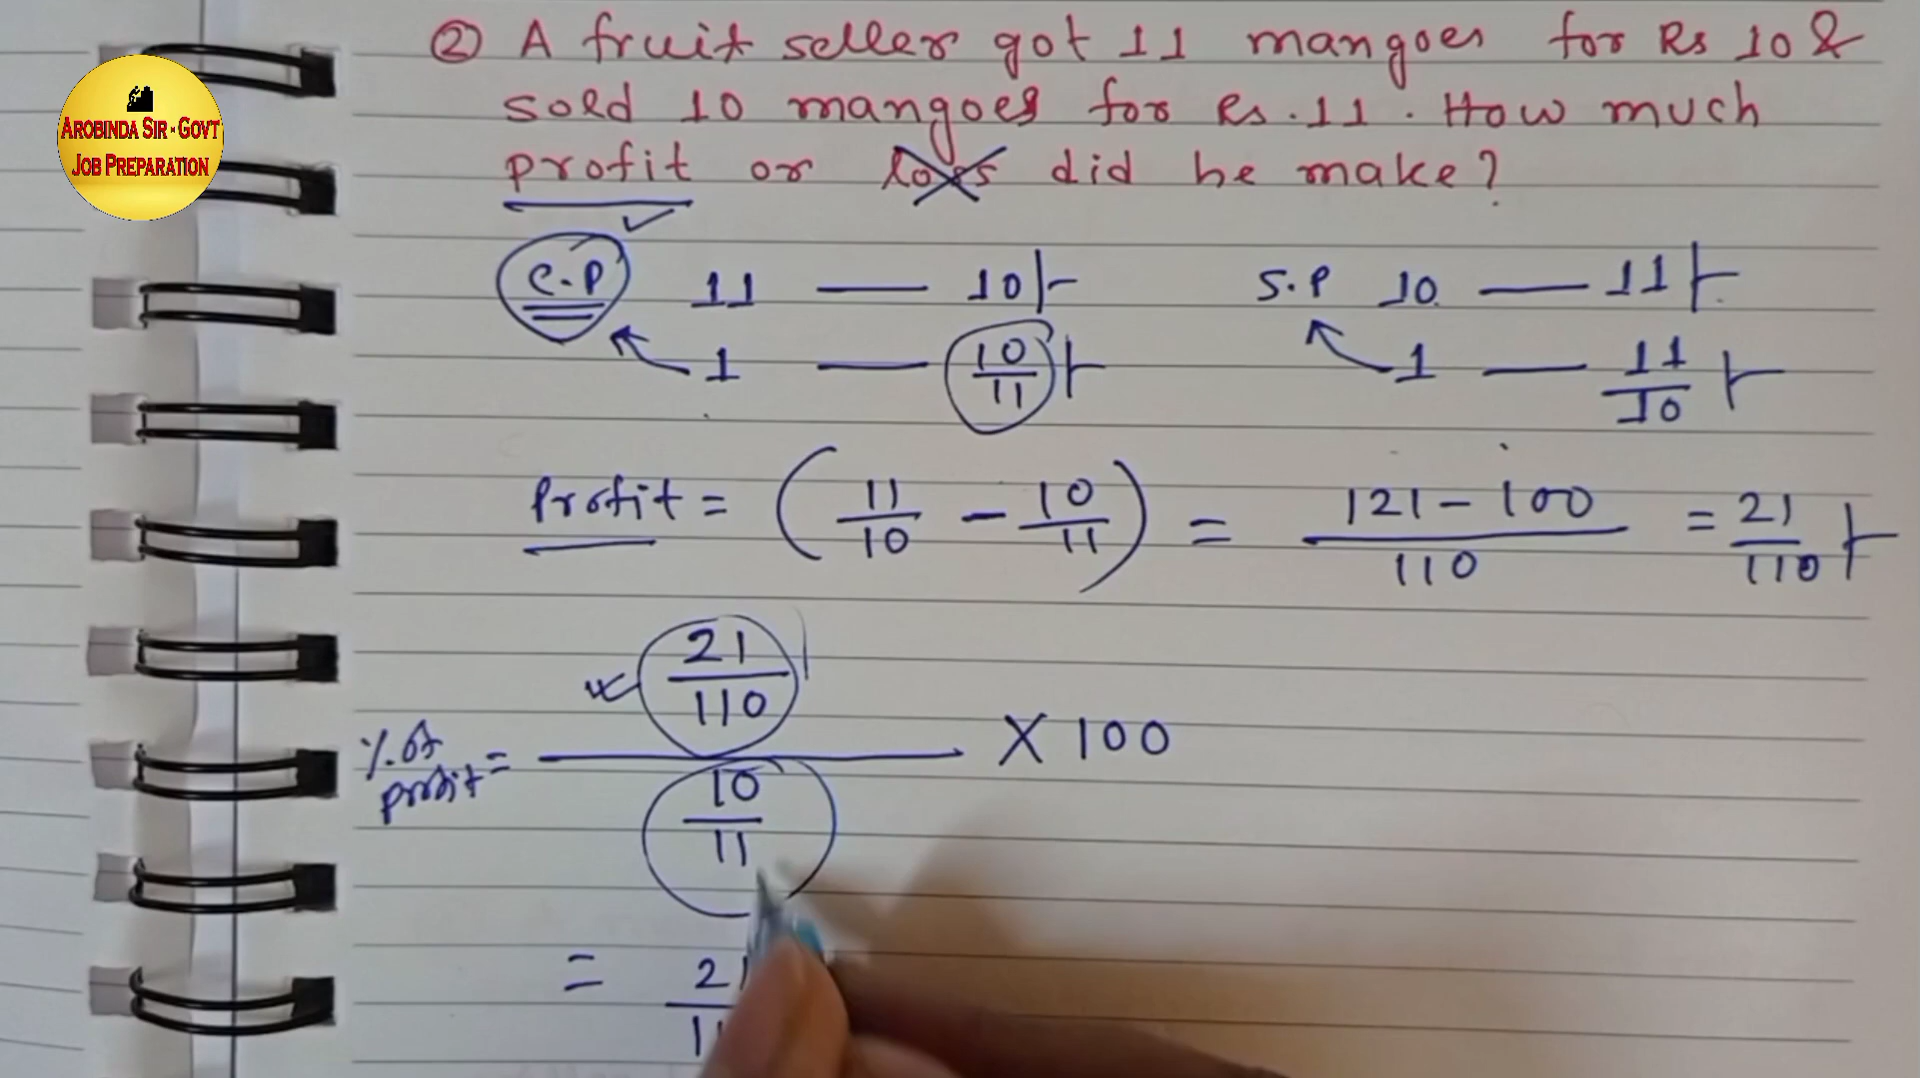 AROBINDA SIR - GOVT
JOB PREPARATION
② A fruit seller got 11 mangoes for Rs 10 &
sold 10 mangoes for Rs. 11. How much
profit or loss did he make?
C.P 11 — 10/- S.P 10 — 11/-
1 — 10/11 /- 1 — 11/10 /-
Profit = (11/10 - 10/11) = 121 - 100 / 110 = 21/110 /-
% of profit = 21/110 / 10/11 X 100
= 21